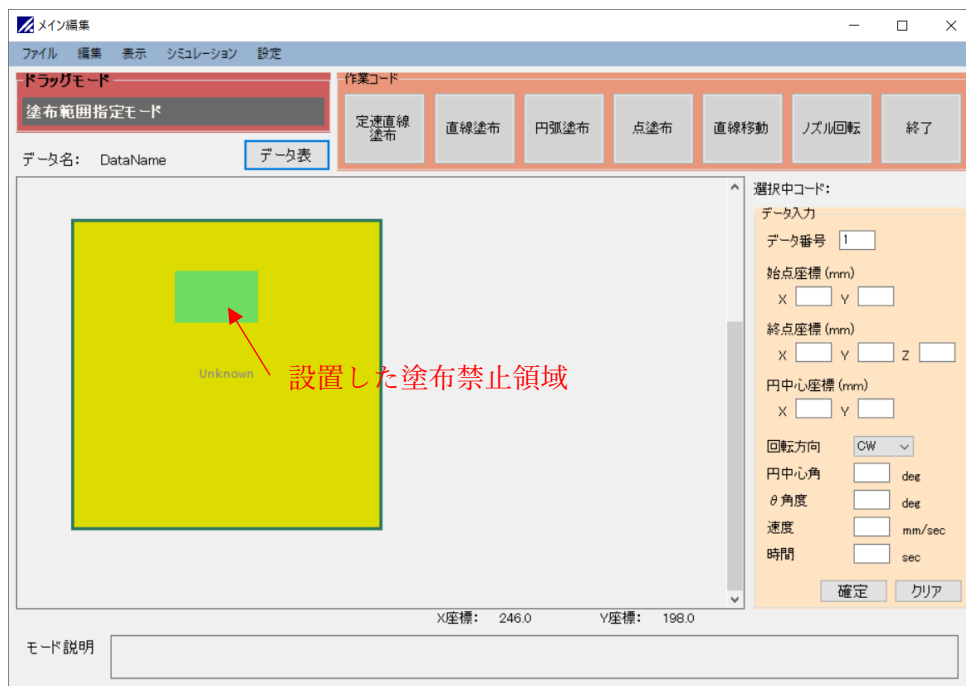 メイン編集
ファイル 編集 表示 シミュレーション 設定
ドラッグモード
塗布範囲指定モード
データ名: DataName
データ表
作業コード
定速直線
塗布
直線塗布
円弧塗布
点塗布
直線移動
ノズル回転
終了
Unknown
設置した塗布禁止領域
選択中コード:
データ入力
データ番号 1
始点座標(mm)
X Y
終点座標(mm)
X Y Z
円中心座標(mm)
X Y
回転方向 CW
円中心角 deg
θ角度 deg
速度 mm/sec
時間 sec
確定 クリア
X座標: 246.0 Y座標: 198.0
モード説明